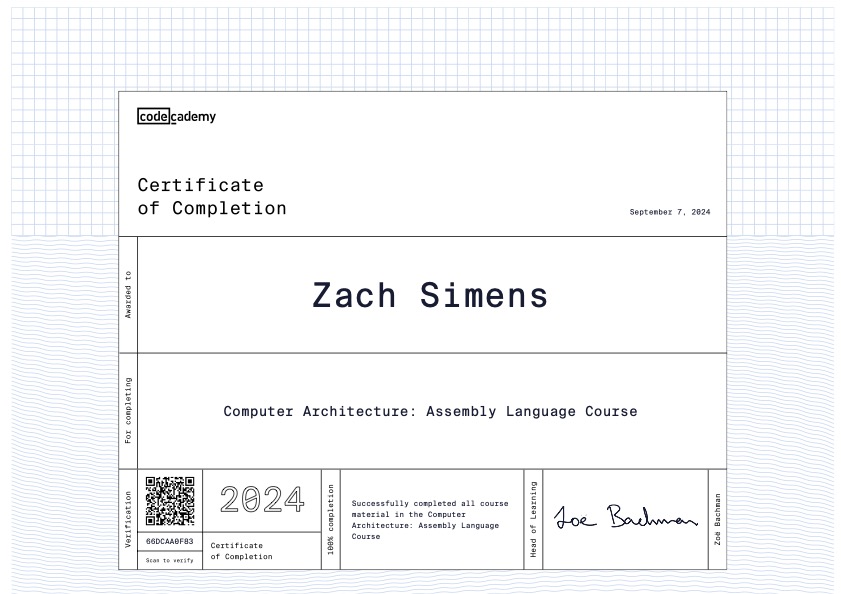 codecademy
Certificate
of Completion
September 7, 2024
Awarded to
Zach Simens
For completing
Computer Architecture: Assembly Language Course
Verification
66DCAA0F83
Scan to verify
2024
Certificate
of Completion
100% completion
Successfully completed all course
material in the Computer
Architecture: Assembly Language
Course
Head of Learning
Zoe Bachman
Zoë Bachman